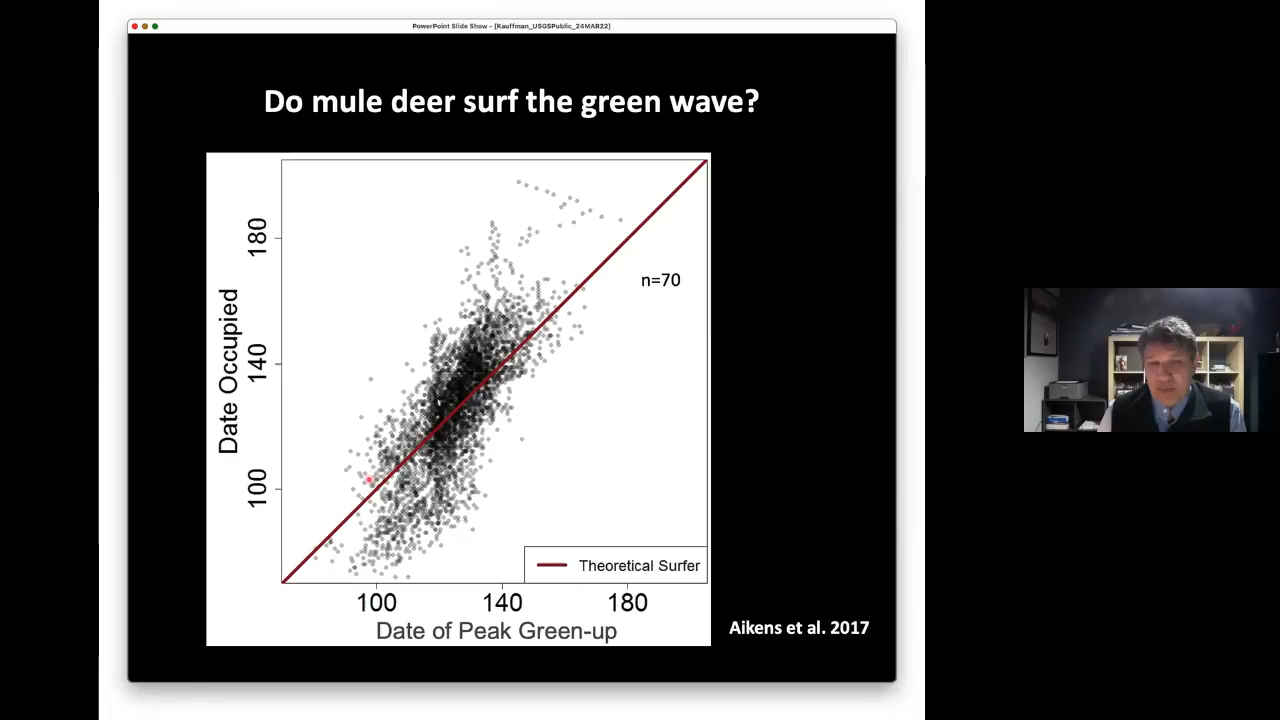 PowerPoint Slide Show - [Kauffman_USGSPublic_24MAR22]
Do mule deer surf the green wave?
180
140
100
Date Occupied
n=70
Theoretical Surfer
100 140 180
Date of Peak Green-up
Aikens et al. 2017